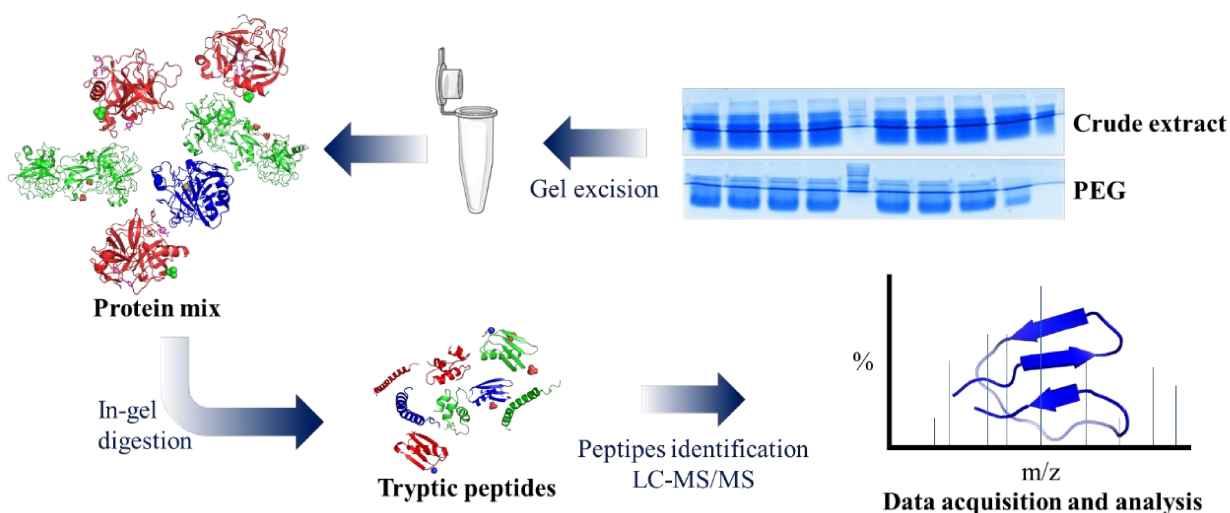 Crude extract
Gel excision
PEG
Protein mix
In-gel
digestion
Tryptic peptides
Peptipes identification
LC-MS/MS
%
m/z
Data acquisition and analysis